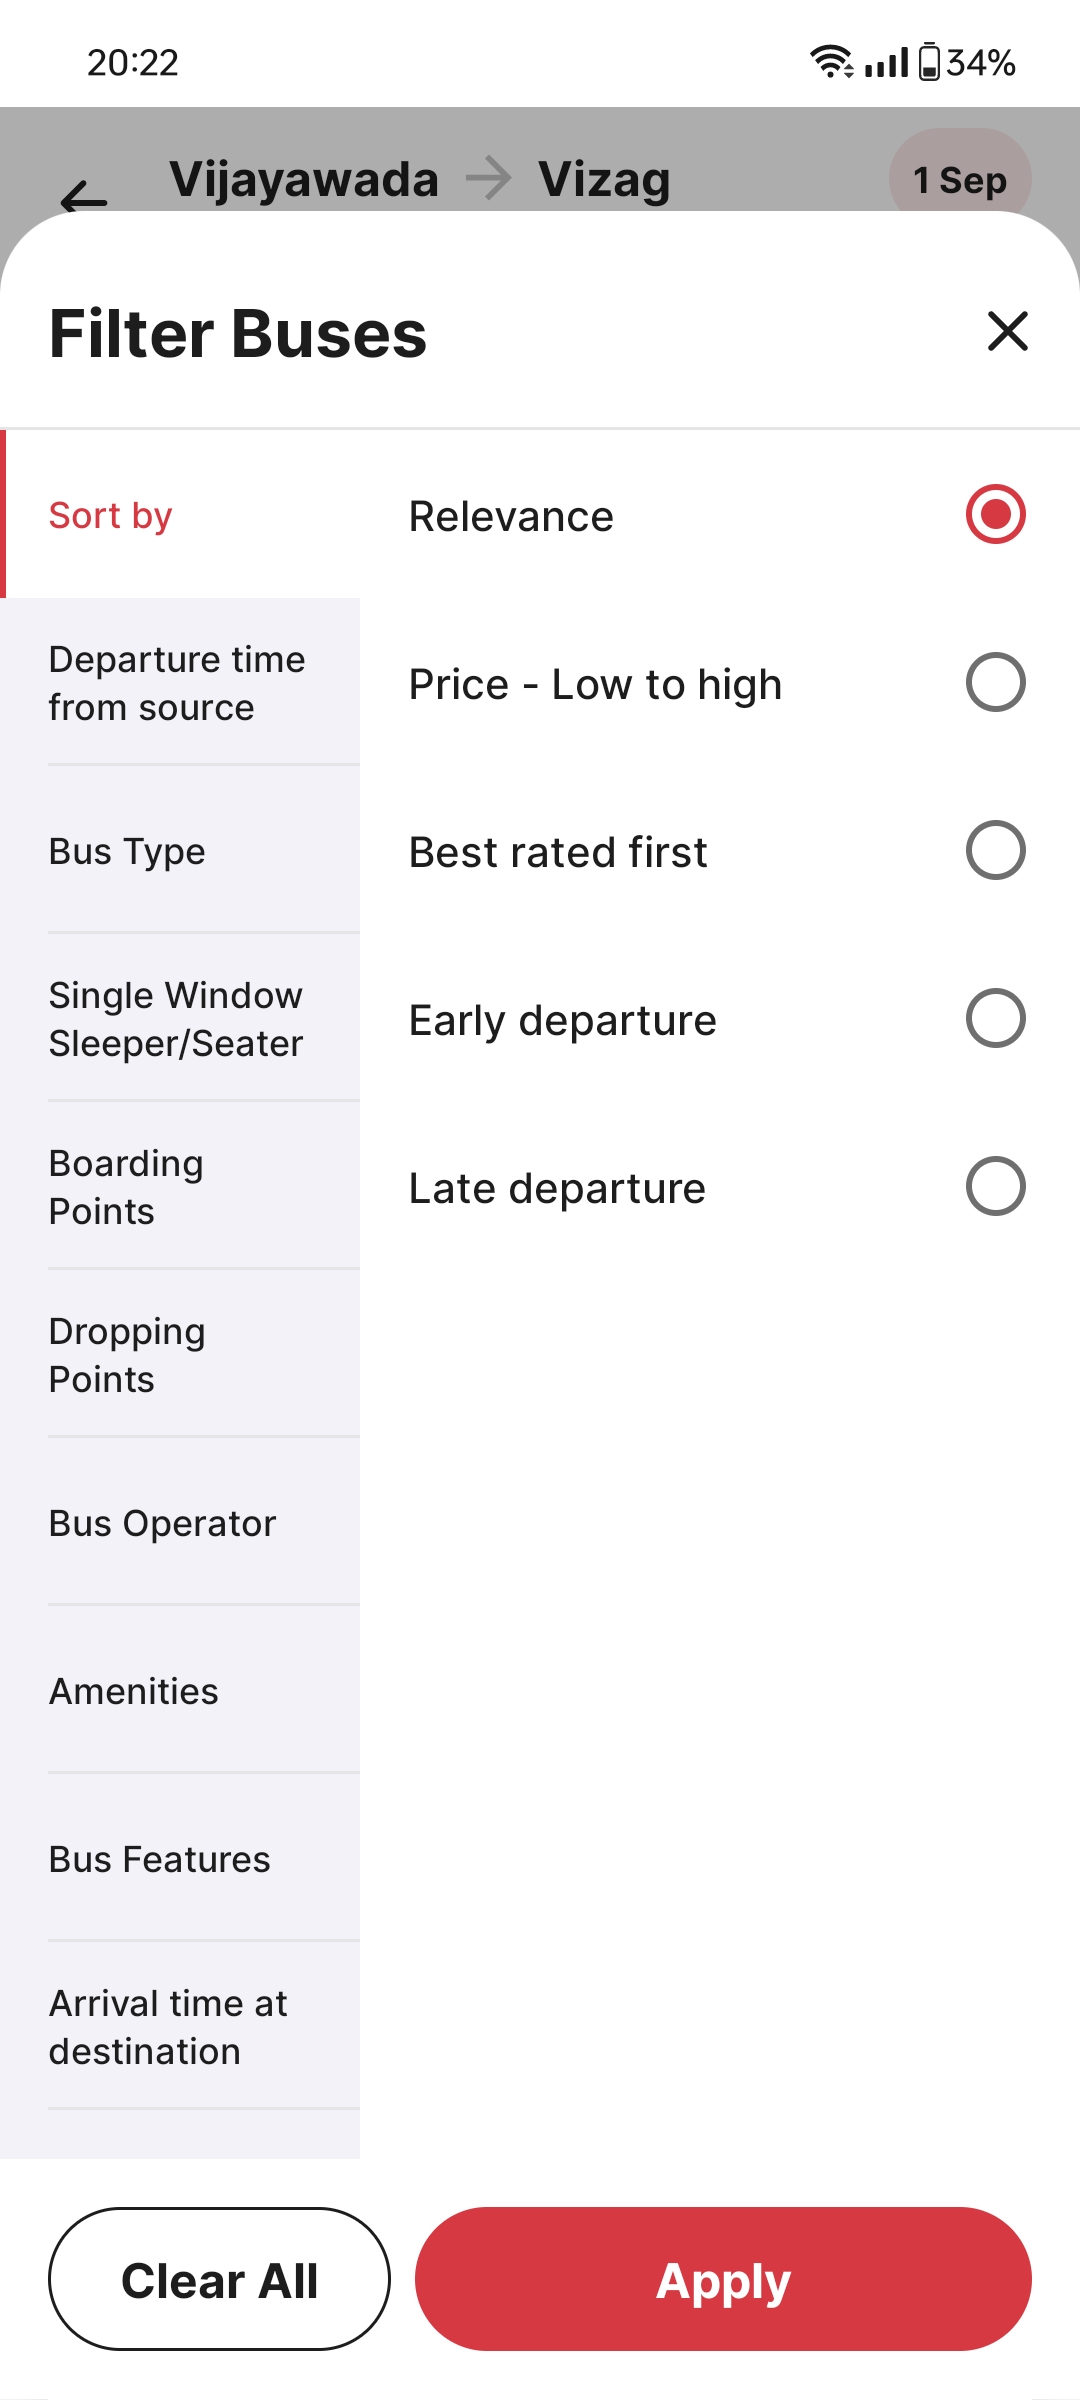 20:22
34%
Vijayawada → Vizag
1 Sep
Filter Buses
Sort by
Relevance
Departure time
from source
Price - Low to high
Bus Type
Best rated first
Single Window
Sleeper/Seater
Early departure
Boarding
Points
Late departure
Dropping
Points
Bus Operator
Amenities
Bus Features
Arrival time at
destination
Clear All
Apply